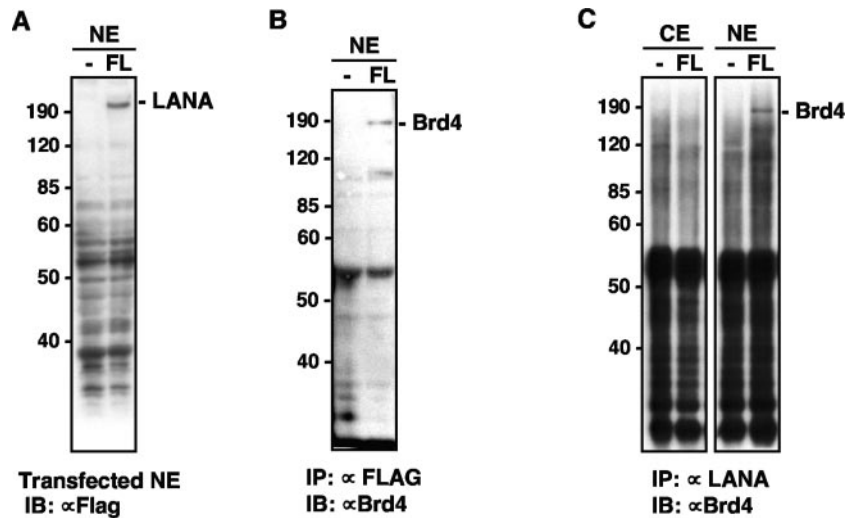 A
NE
- FL
190
120
85
60
50
40
- LANA
Transfected NE
IB: ∝Flag
B
NE
- FL
190
120
85
60
50
40
- Brd4
IP: ∝ FLAG
IB: ∝Brd4
C
CE NE
- FL - FL
190
120
85
60
50
40
- Brd4
IP: ∝ LANA
IB: ∝Brd4